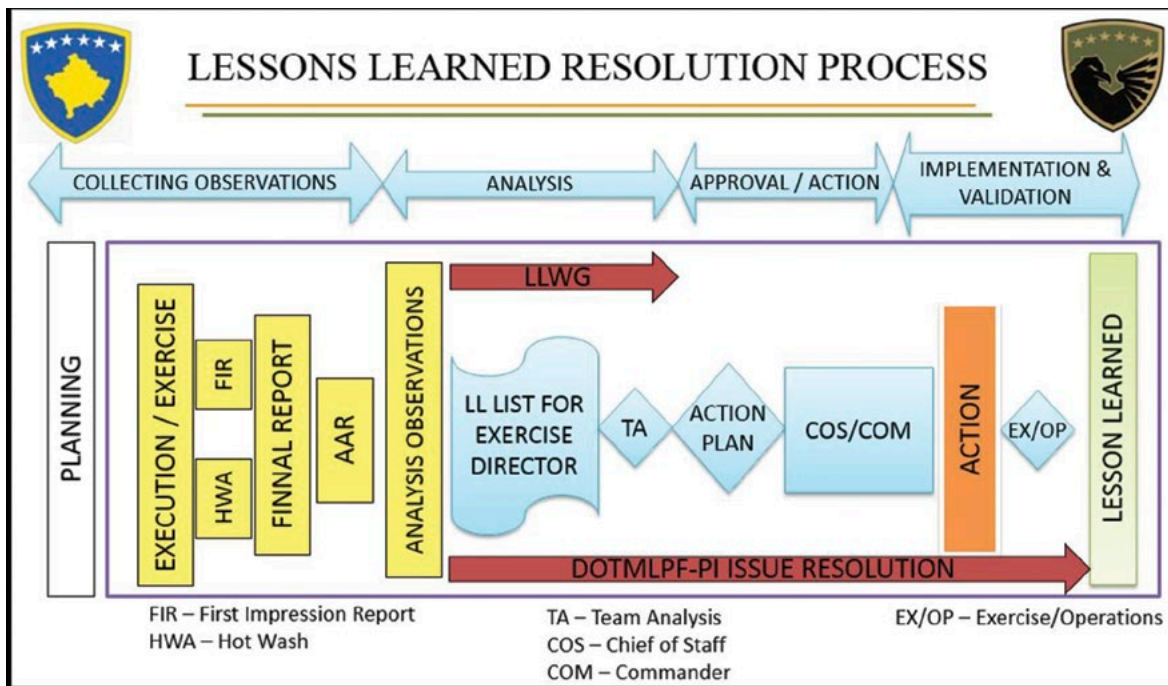 LESSONS LEARNED RESOLUTION PROCESS
COLLECTING OBSERVATIONS
ANALYSIS
APPROVAL / ACTION
IMPLEMENTATION &
VALIDATION
PLANNING
EXECUTION / EXERCISE
FIR
HWA
FINNAL REPORT
AAR
ANALYSIS OBSERVATIONS
LLWG
LL LIST FOR
EXERCISE
DIRECTOR
TA
ACTION
PLAN
COS/COM
ACTION
EX/OP
LESSON LEARNED
DOTMLPF-PI ISSUE RESOLUTION
FIR – First Impression Report
HWA – Hot Wash
TA – Team Analysis
COS – Chief of Staff
COM – Commander
EX/OP – Exercise/Operations